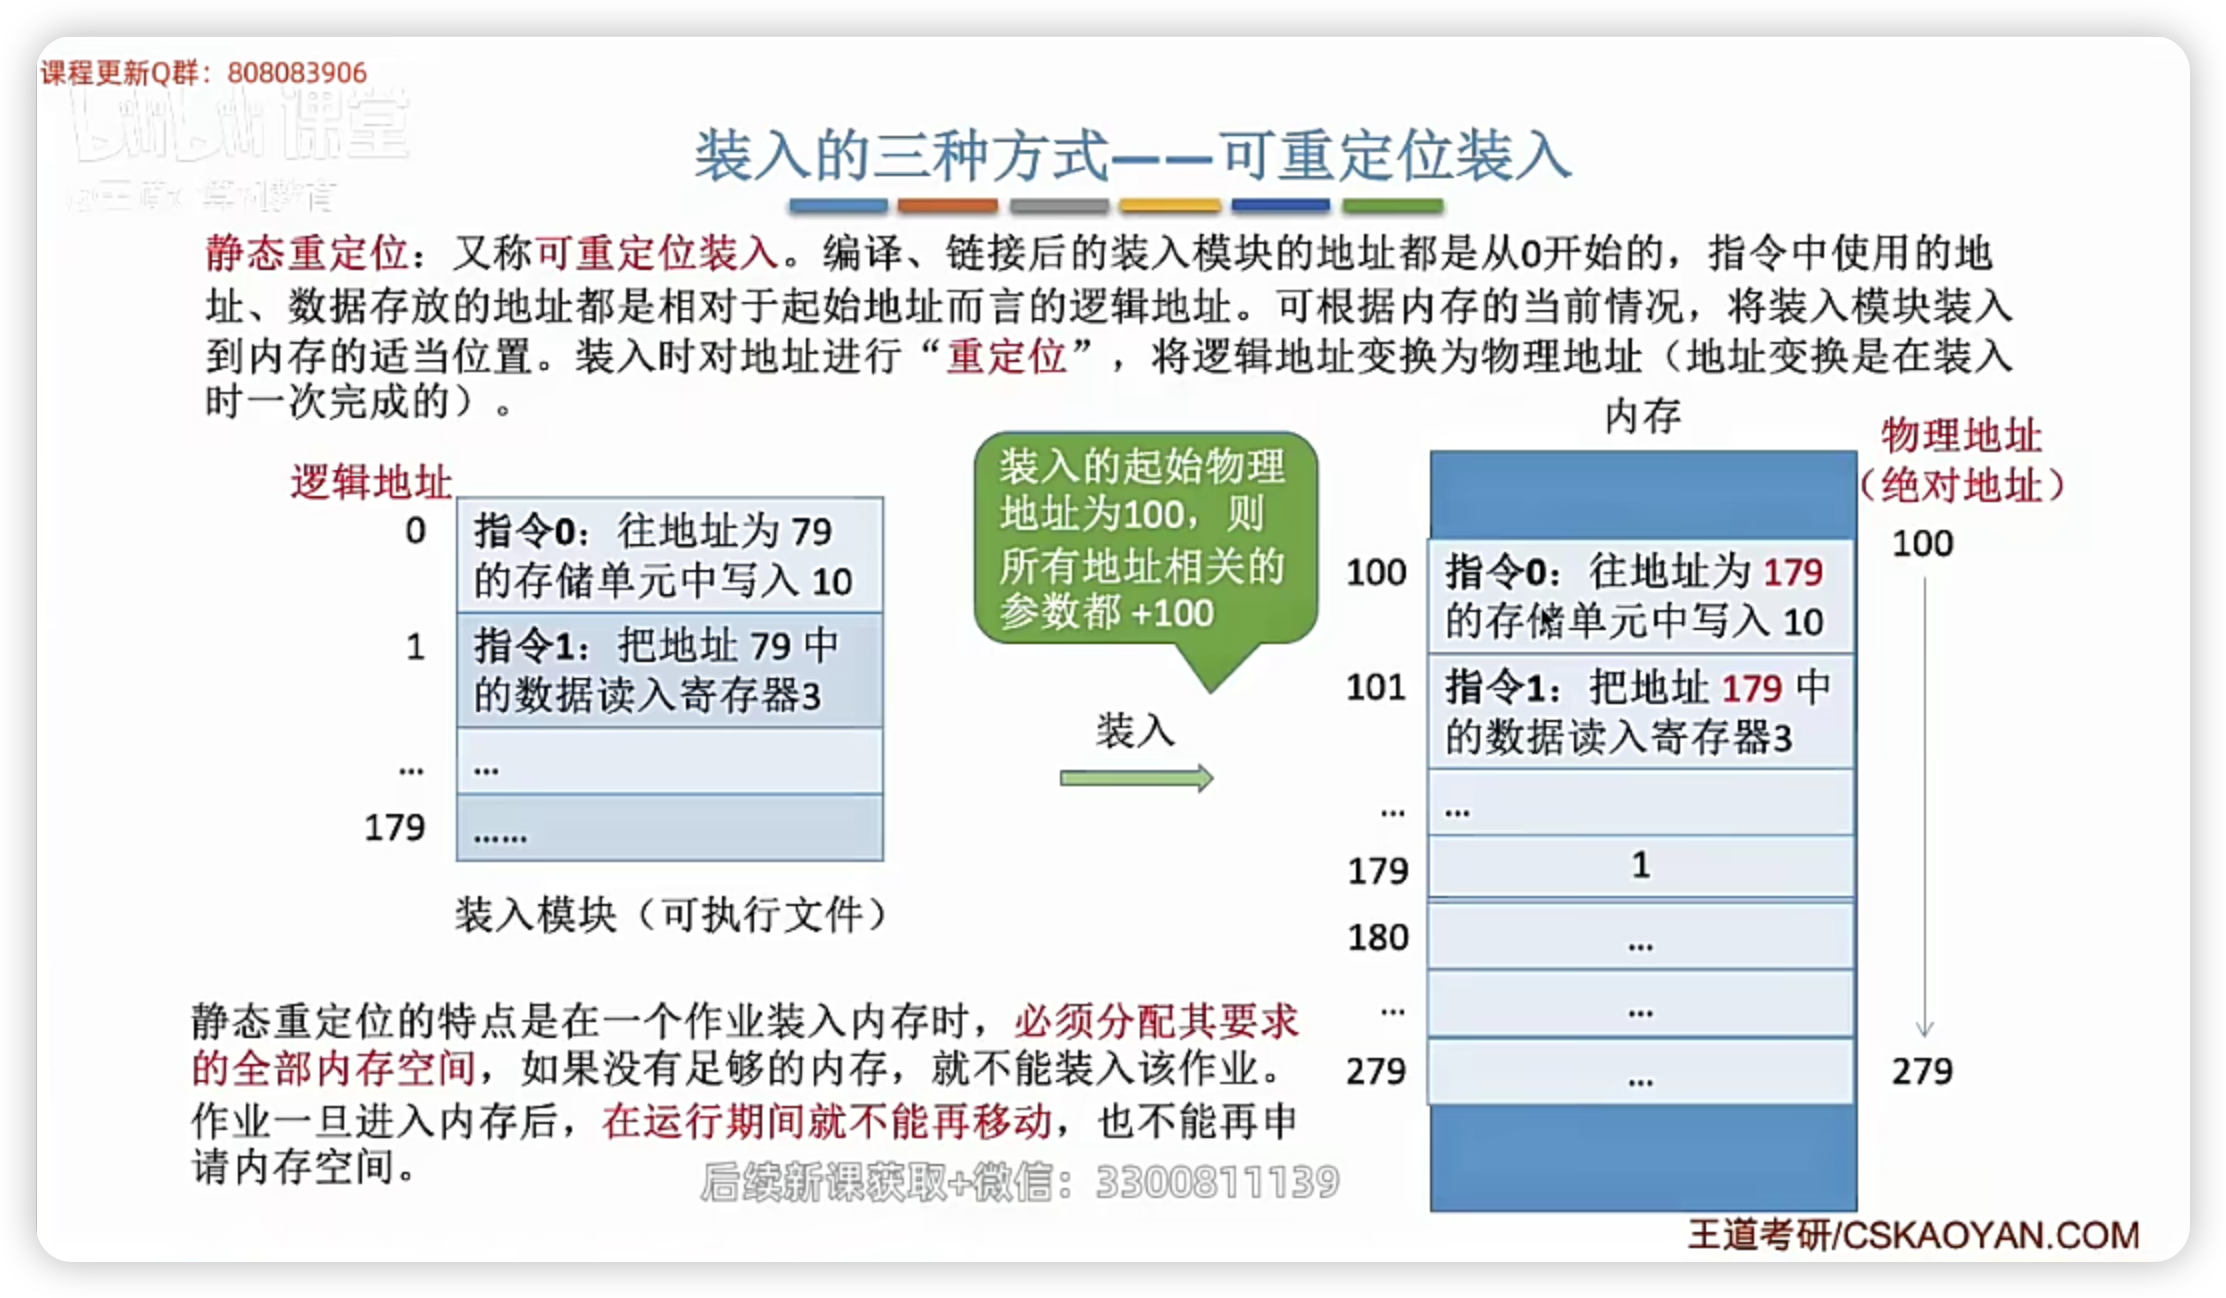 课程更新Q群：808083906
bilibili课堂
装入的三种方式——可重定位装入
静态重定位：又称可重定位装入。编译、链接后的装入模块的地址都是从0开始的，指令中使用的地
址、数据存放的地址都是相对于起始地址而言的逻辑地址。可根据内存的当前情况，将装入模块装入
到内存的适当位置。装入时对地址进行“重定位”，将逻辑地址变换为物理地址（地址变换是在装入
时一次完成的）。
逻辑地址
0
指令0：往地址为 79
的存储单元中写入 10
1
指令1：把地址 79 中
的数据读入寄存器3
...
...
179
......
装入模块（可执行文件）
装入的起始物理
地址为100，则
所有地址相关的
参数都 +100
装入
内存
物理地址
（绝对地址）
100
指令0：往地址为 179
的存储单元中写入 10
101
指令1：把地址 179 中
的数据读入寄存器3
...
...
179
1
180
...
...
...
279
...
100
279
静态重定位的特点是在一个作业装入内存时，必须分配其要求
的全部内存空间，如果没有足够的内存，就不能装入该作业。
作业一旦进入内存后，在运行期间就不能再移动，也不能再申
请内存空间。
后续新课获取+微信：3300811139
王道考研/CSKAOYAN.COM